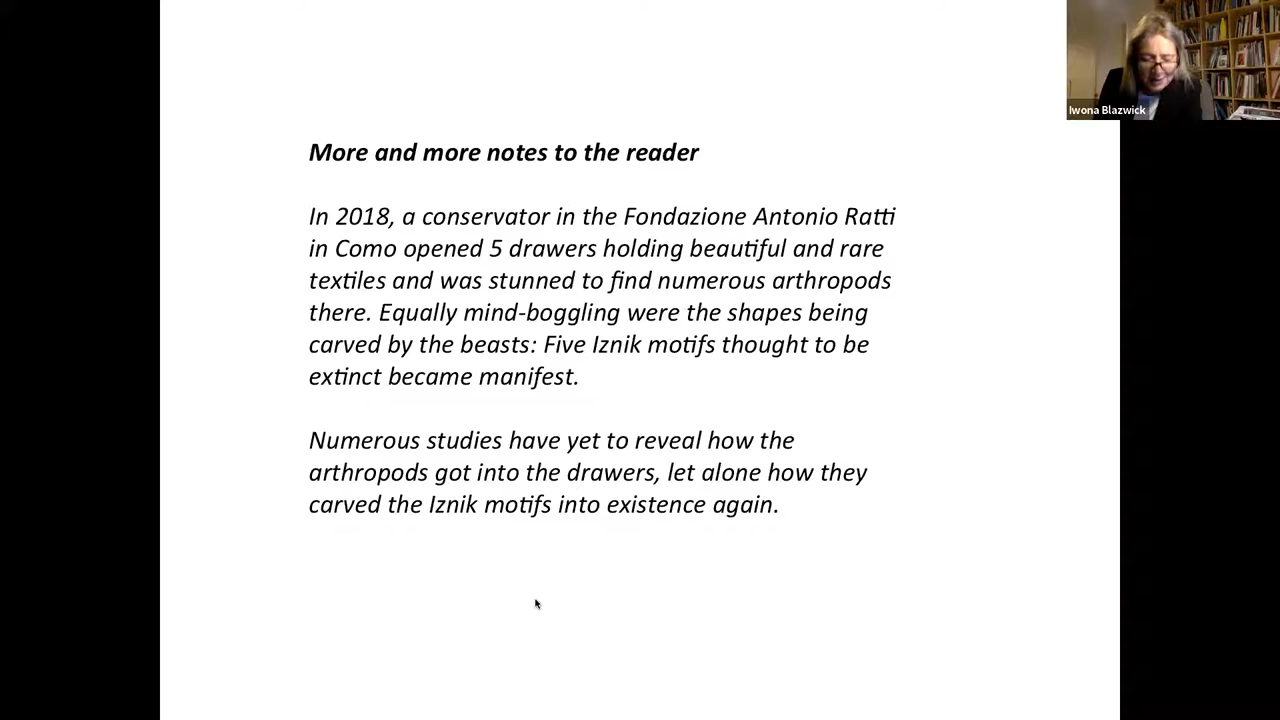 Iwona Blazwick
More and more notes to the reader
In 2018, a conservator in the Fondazione Antonio Ratti
in Como opened 5 drawers holding beautiful and rare
textiles and was stunned to find numerous arthropods
there. Equally mind-boggling were the shapes being
carved by the beasts: Five Iznik motifs thought to be
extinct became manifest.
Numerous studies have yet to reveal how the
arthropods got into the drawers, let alone how they
carved the Iznik motifs into existence again.